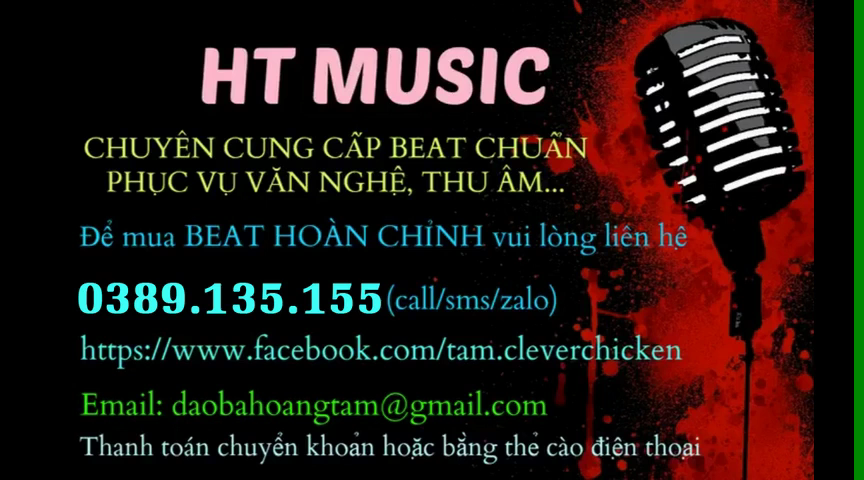 HT MUSIC
CHUYÊN CUNG CẤP BEAT CHUẨN
PHỤC VỤ VĂN NGHỆ, THU ÂM...
Để mua BEAT HOÀN CHỈNH vui lòng liên hệ
0389.135.155 (call/sms/zalo)
https://www.facebook.com/tam.cleverchicken
Email: daobahoangtam@gmail.com
Thanh toán chuyển khoản hoặc bằng thẻ cào điện thoại